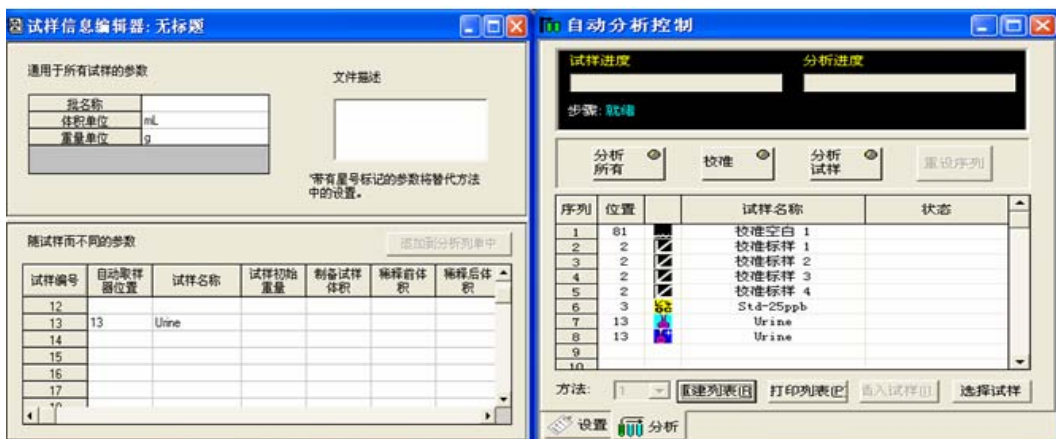 试样信息编辑器: 无标题
通用于所有试样的参数
文件描述
批名称
体积单位 mL
重量单位 g
*带有星号标记的参数将替代方法
中的设置。
随试样而不同的参数
添加到分析列单中
试样编号 自动取样器位置 试样名称 试样初始重量 制备试样体积 稀释前体积 稀释后体积
12
13 13 Urine
14
15
16
17
自动分析控制
试样进度 分析进度
步骤: 就绪
分析所有 校准 分析试样 重设序列
序列 位置 试样名称 状态
1 81 校准空白 1
2 2 校准标样 1
3 2 校准标样 2
4 2 校准标样 3
5 2 校准标样 4
6 3 Std-25ppb
7 13 Urine
8 13 Urine
9
10
方法: 1 重建列表(R) 打印列表(P) 插入试样(I) 选择试样
设置 分析